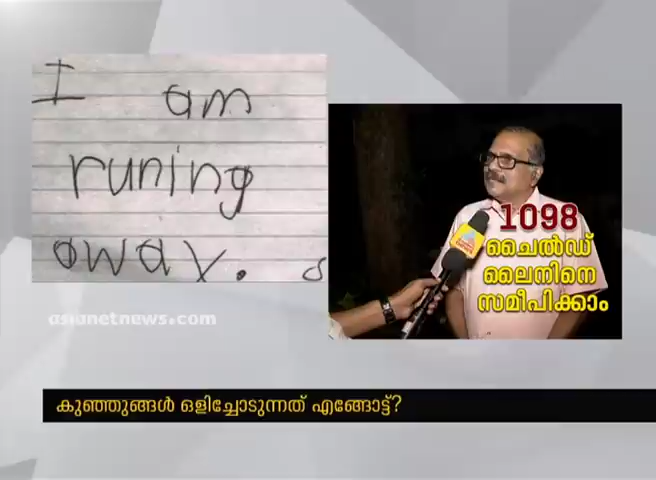 I am
runing
away.
1098
ചൈൽഡ്
ലൈനിനെ
സമീപിക്കാം
asianetnews.com
കുഞ്ഞുങ്ങൾ ഒളിച്ചോടുന്നത് എങ്ങോട്ട്?